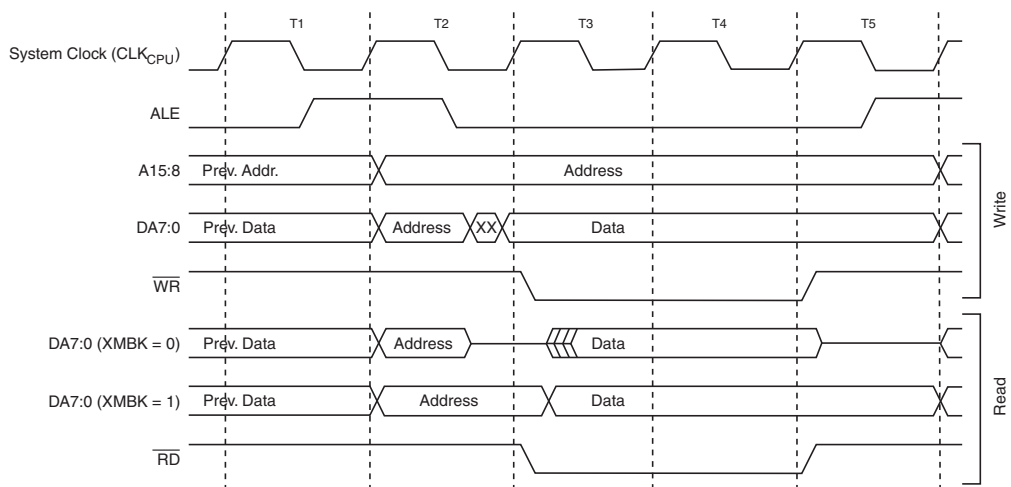 T1 T2 T3 T4 T5
System Clock (CLKCPU)
ALE
A15:8 Prev. Addr. Address
DA7:0 Prev. Data Address XX Data
WR
Write
DA7:0 (XMBK = 0) Prev. Data Address Data
DA7:0 (XMBK = 1) Prev. Data Address Data
RD
Read